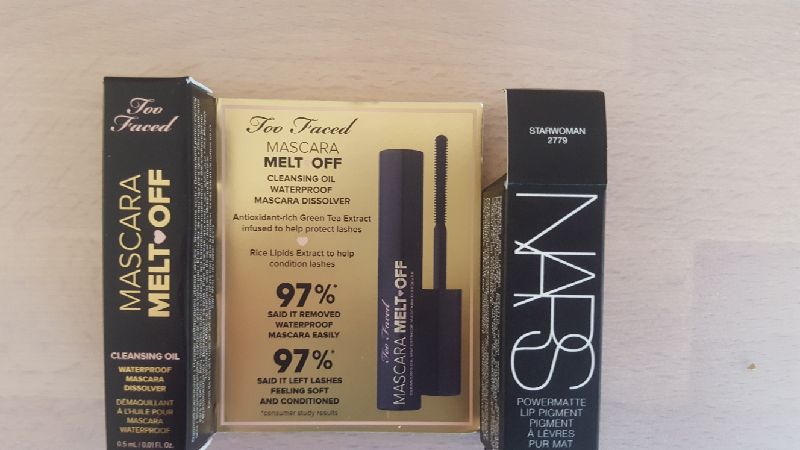 Too
Faced
MASCARA
MELT OFF
CLEANSING OIL
WATERPROOF
MASCARA
DISSOLVER
DÉMAQUILLANT
À L'HUILE POUR
MASCARA
WATERPROOF
0.5 mL / 0.01 Fl. Oz.
Too Faced
MASCARA
MELT OFF
CLEANSING OIL
WATERPROOF
MASCARA DISSOLVER
Antioxidant-rich Green Tea Extract
infused to help protect lashes
Rice Lipids Extract to help
condition lashes
97%*
SAID IT REMOVED
WATERPROOF
MASCARA EASILY
97%*
SAID IT LEFT LASHES
FEELING SOFT
AND CONDITIONED
*consumer study results
Too Faced
MASCARA MELT OFF
STARWOMAN
2779
NARS
POWERMATTE
LIP PIGMENT
PIGMENT
À LÈVRES
PUR MAT